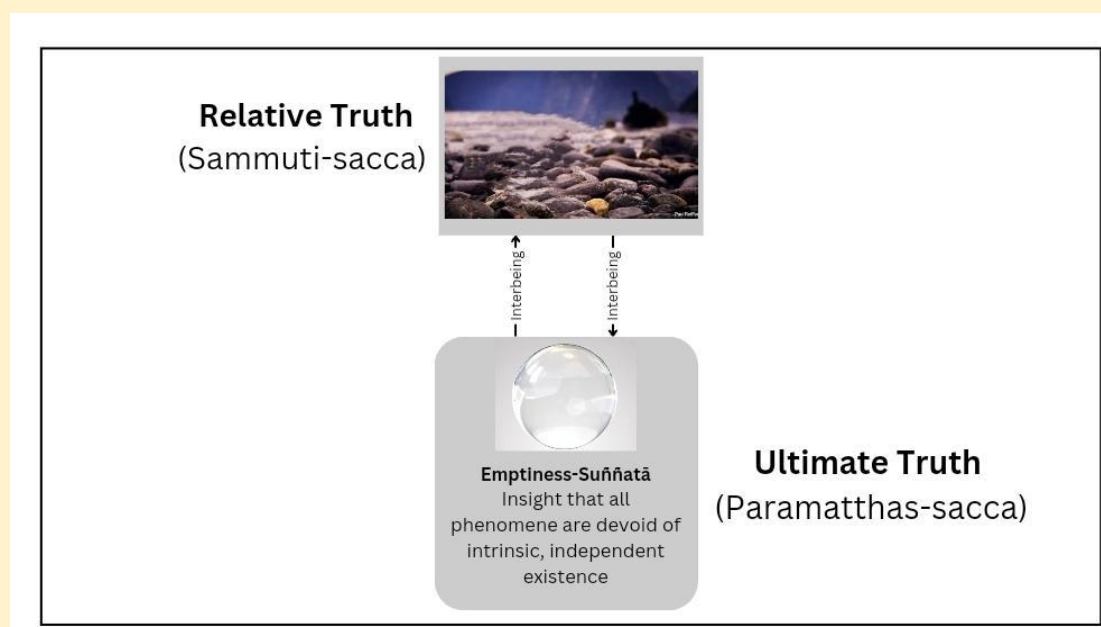 Relative Truth
(Sammuti-sacca)
Interbeing
Interbeing
Emptiness-Suññatā
Insight that all
phenomene are devoid of
intrinsic, independent
existence
Ultimate Truth
(Paramatthas-sacca)